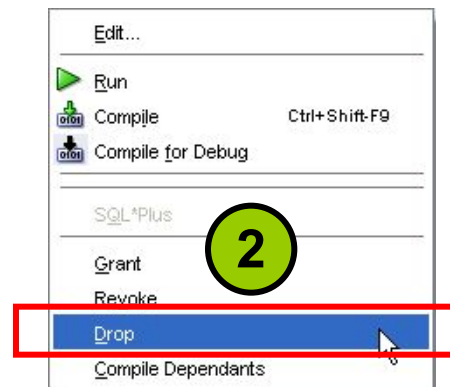 Edit...
Run
Compile Ctrl+Shift-F9
Compile for Debug
SQL*Plus
2
Grant
Revoke
Drop
Compile Dependants